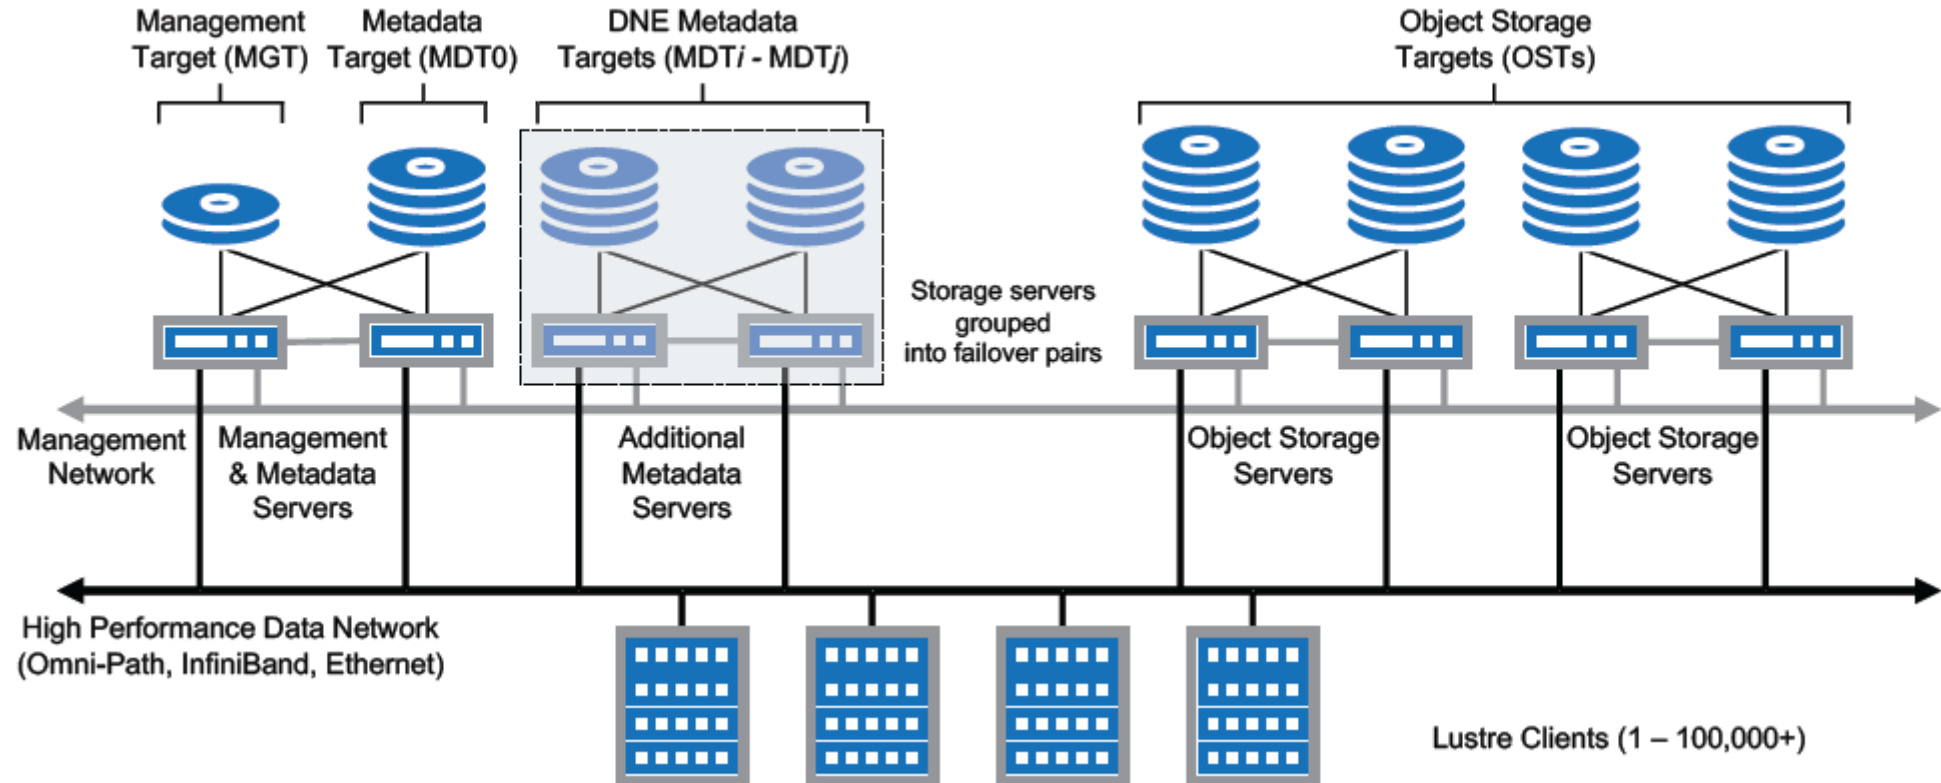 Management
Target (MGT)
Metadata
Target (MDT0)
DNE Metadata
Targets (MDTi - MDTj)
Object Storage
Targets (OSTs)
Storage servers
grouped
into failover pairs
Management
Network
Management
& Metadata
Servers
Additional
Metadata
Servers
Object Storage
Servers
Object Storage
Servers
High Performance Data Network
(Omni-Path, InfiniBand, Ethernet)
Lustre Clients (1 – 100,000+)